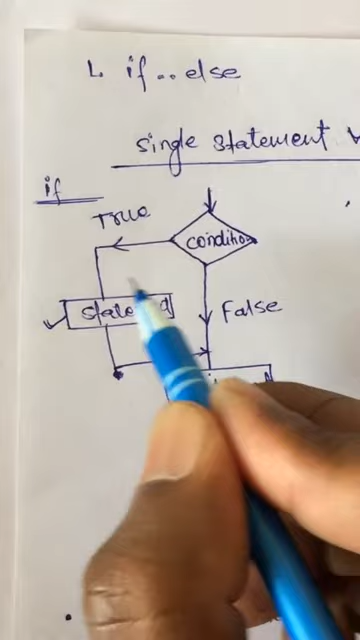 1. if .. else
Single statement
if
True
condition
False